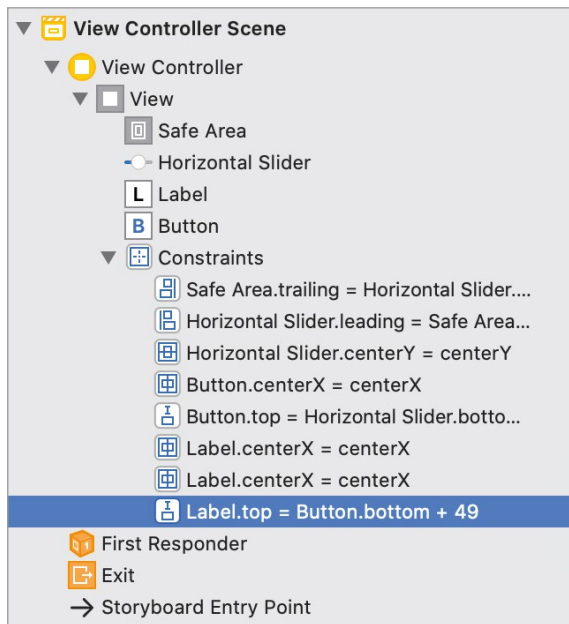 View Controller Scene
View Controller
View
Safe Area
Horizontal Slider
L Label
B Button
Constraints
Safe Area.trailing = Horizontal Slider....
Horizontal Slider.leading = Safe Area...
Horizontal Slider.centerY = centerY
Button.centerX = centerX
Button.top = Horizontal Slider.botto...
Label.centerX = centerX
Label.centerX = centerX
Label.top = Button.bottom + 49
First Responder
Exit
Storyboard Entry Point